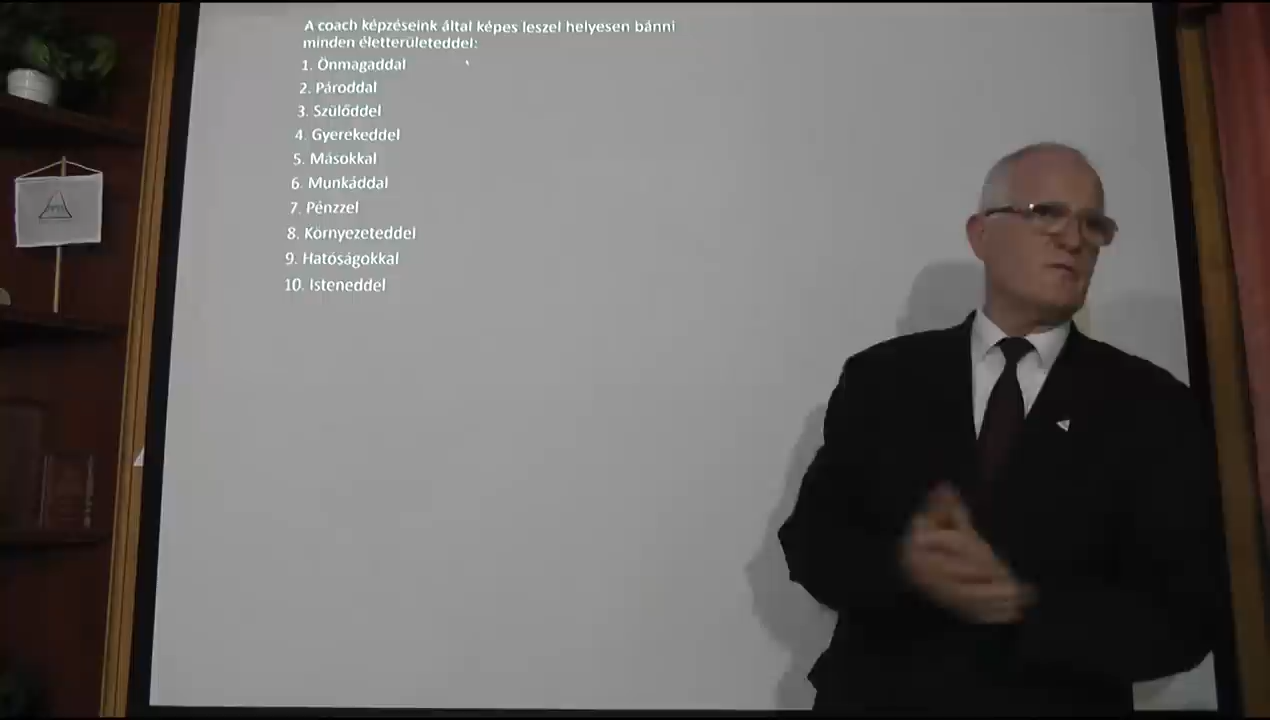 A coach képzéseink által képes leszel helyesen bánni
minden életterületeddel:
1. Önmagaddal
2. Pároddal
3. Szülőddel
4. Gyerekeddel
5. Másokkal
6. Munkáddal
7. Pénzzel
8. Környezeteddel
9. Hatóságokkal
10. Isteneddel